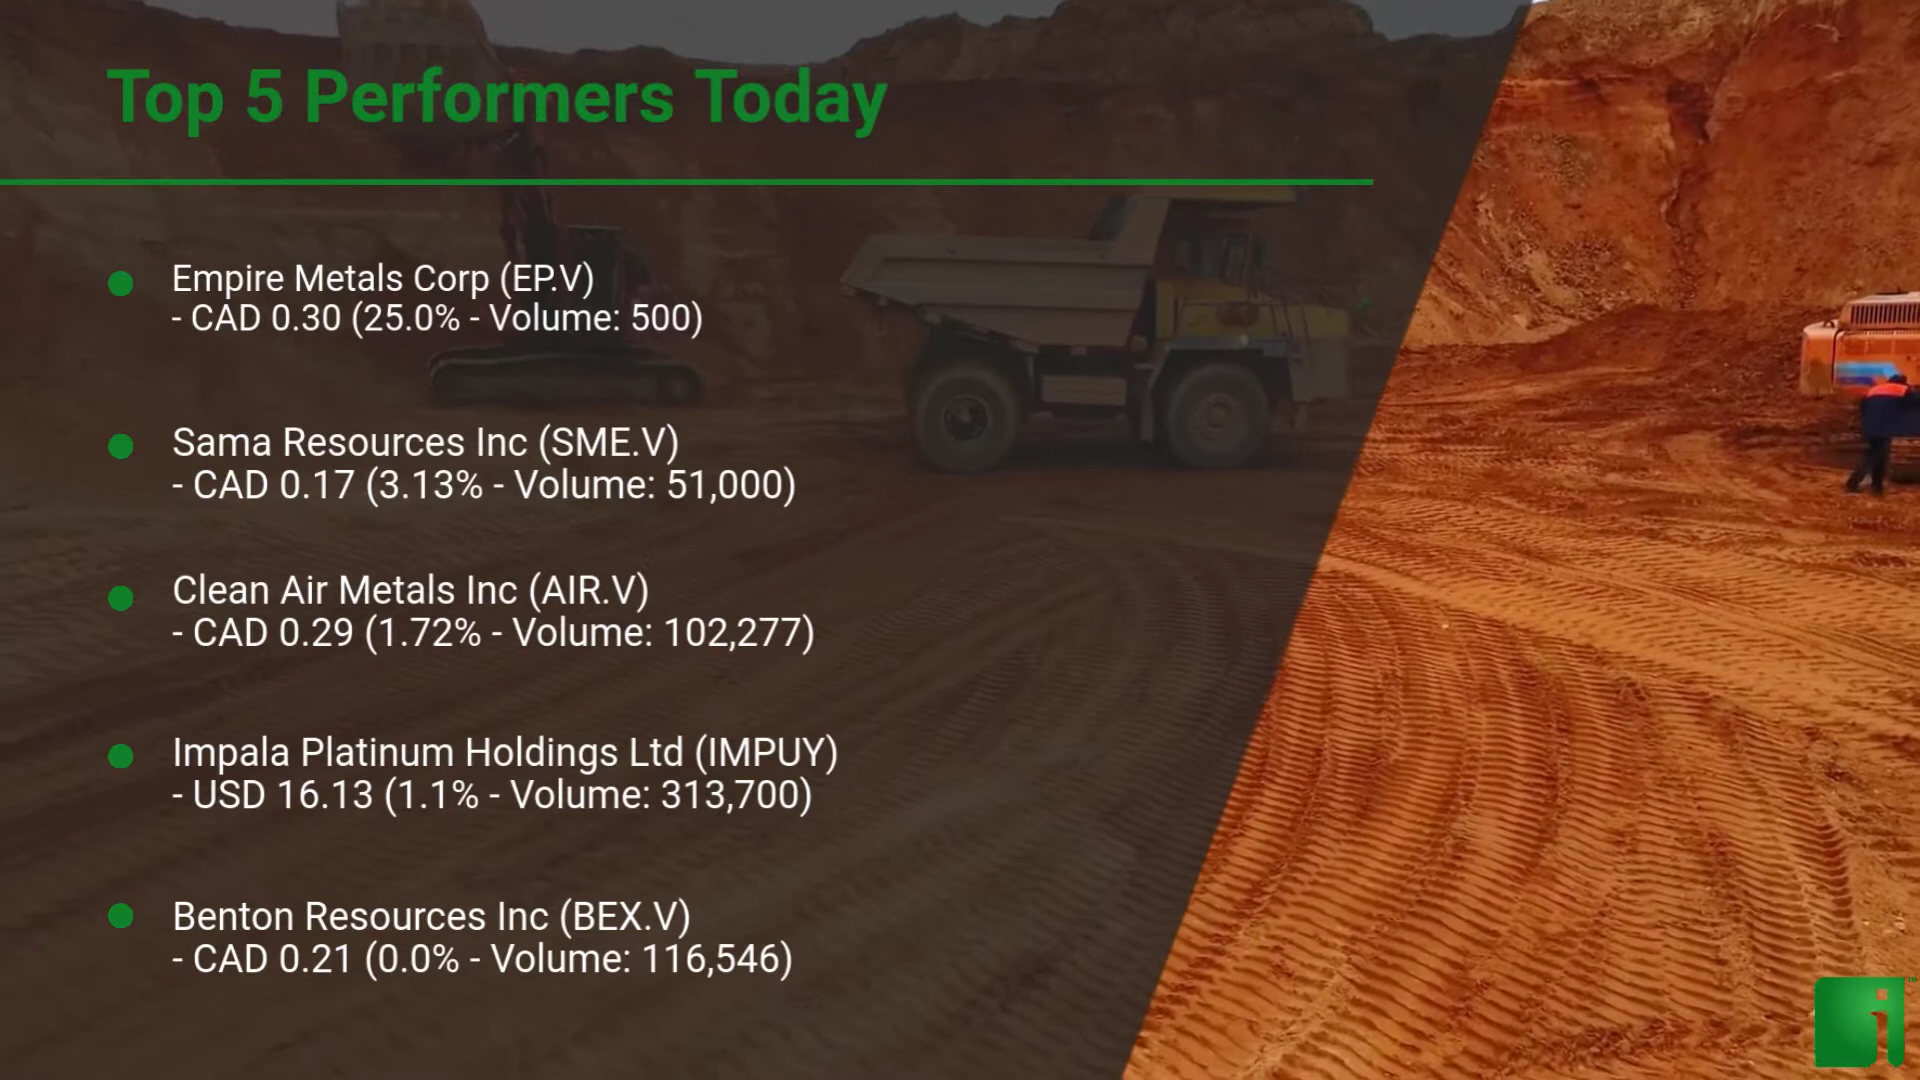 Top 5 Performers Today
Empire Metals Corp (EP.V)
- CAD 0.30 (25.0% - Volume: 500)
Sama Resources Inc (SME.V)
- CAD 0.17 (3.13% - Volume: 51,000)
Clean Air Metals Inc (AIR.V)
- CAD 0.29 (1.72% - Volume: 102,277)
Impala Platinum Holdings Ltd (IMPUY)
- USD 16.13 (1.1% - Volume: 313,700)
Benton Resources Inc (BEX.V)
- CAD 0.21 (0.0% - Volume: 116,546)
i
TM